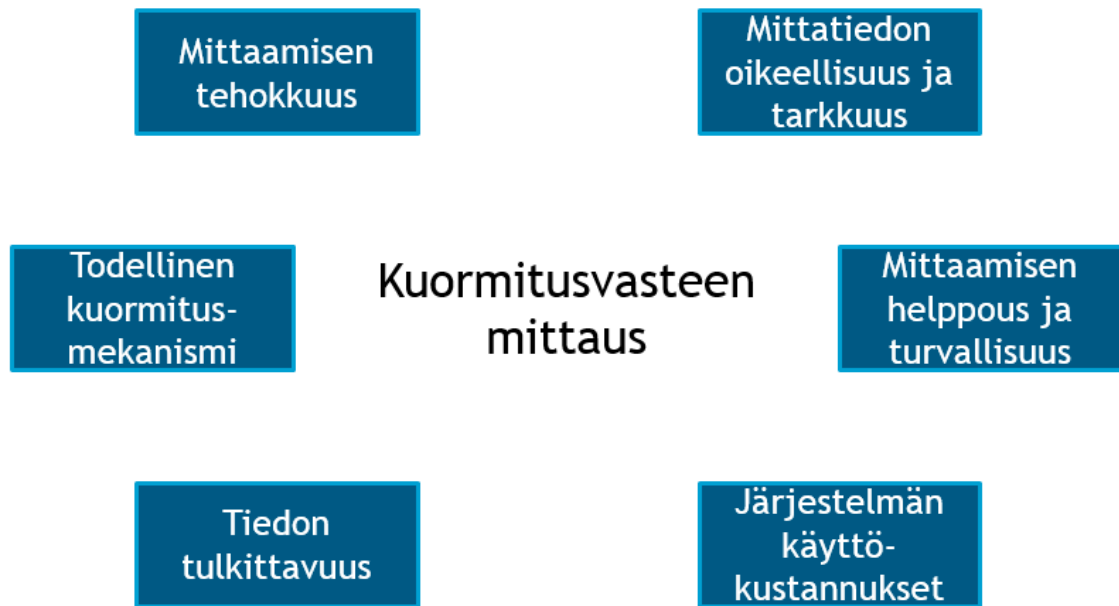 Mittaamisen
tehokkuus
Mittatiedon
oikeellisuus ja
tarkkuus
Todellinen
kuormitus-
mekanismi
Kuormitusvasteen
mittaus
Mittaamisen
helppous ja
turvallisuus
Tiedon
tulkittavuus
Järjestelmän
käyttö-
kustannukset